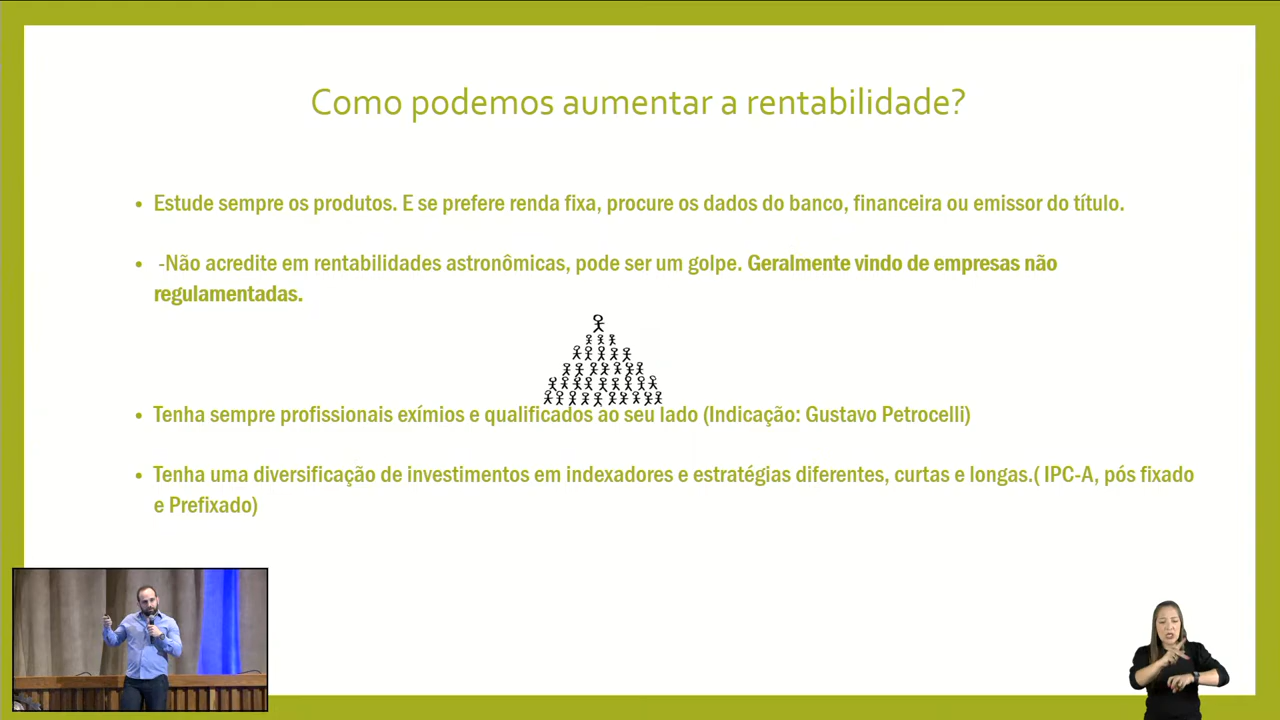 Como podemos aumentar a rentabilidade?
• Estude sempre os produtos. E se prefere renda fixa, procure os dados do banco, financeira ou emissor do título.
• -Não acredite em rentabilidades astronômicas, pode ser um golpe. Geralmente vindo de empresas não
regulamentadas.
• Tenha sempre profissionais exímios e qualificados ao seu lado (Indicação: Gustavo Petrocelli)
• Tenha uma diversificação de investimentos em indexadores e estratégias diferentes, curtas e longas.( IPC-A, pós fixado
e Prefixado)